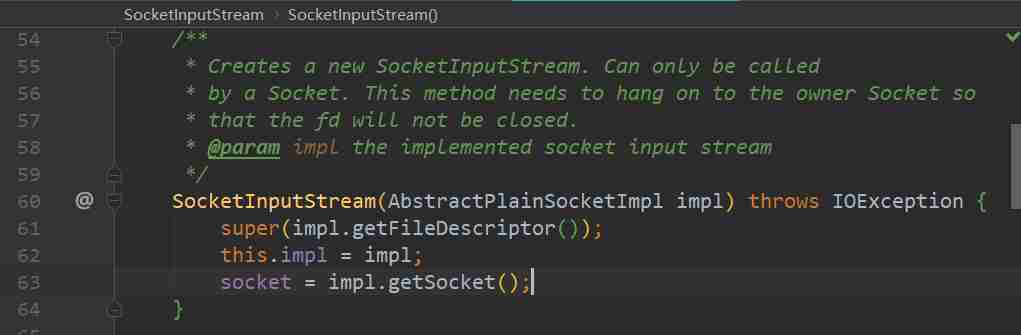 SocketInputStream › SocketInputStream()
54 /**
55 * Creates a new SocketInputStream. Can only be called
56 * by a Socket. This method needs to hang on to the owner Socket so
57 * that the fd will not be closed.
58 * @param impl the implemented socket input stream
59 */
60 @ SocketInputStream(AbstractPlainSocketImpl impl) throws IOException {
61 super(impl.getFileDescriptor());
62 this.impl = impl;
63 socket = impl.getSocket();
64 }